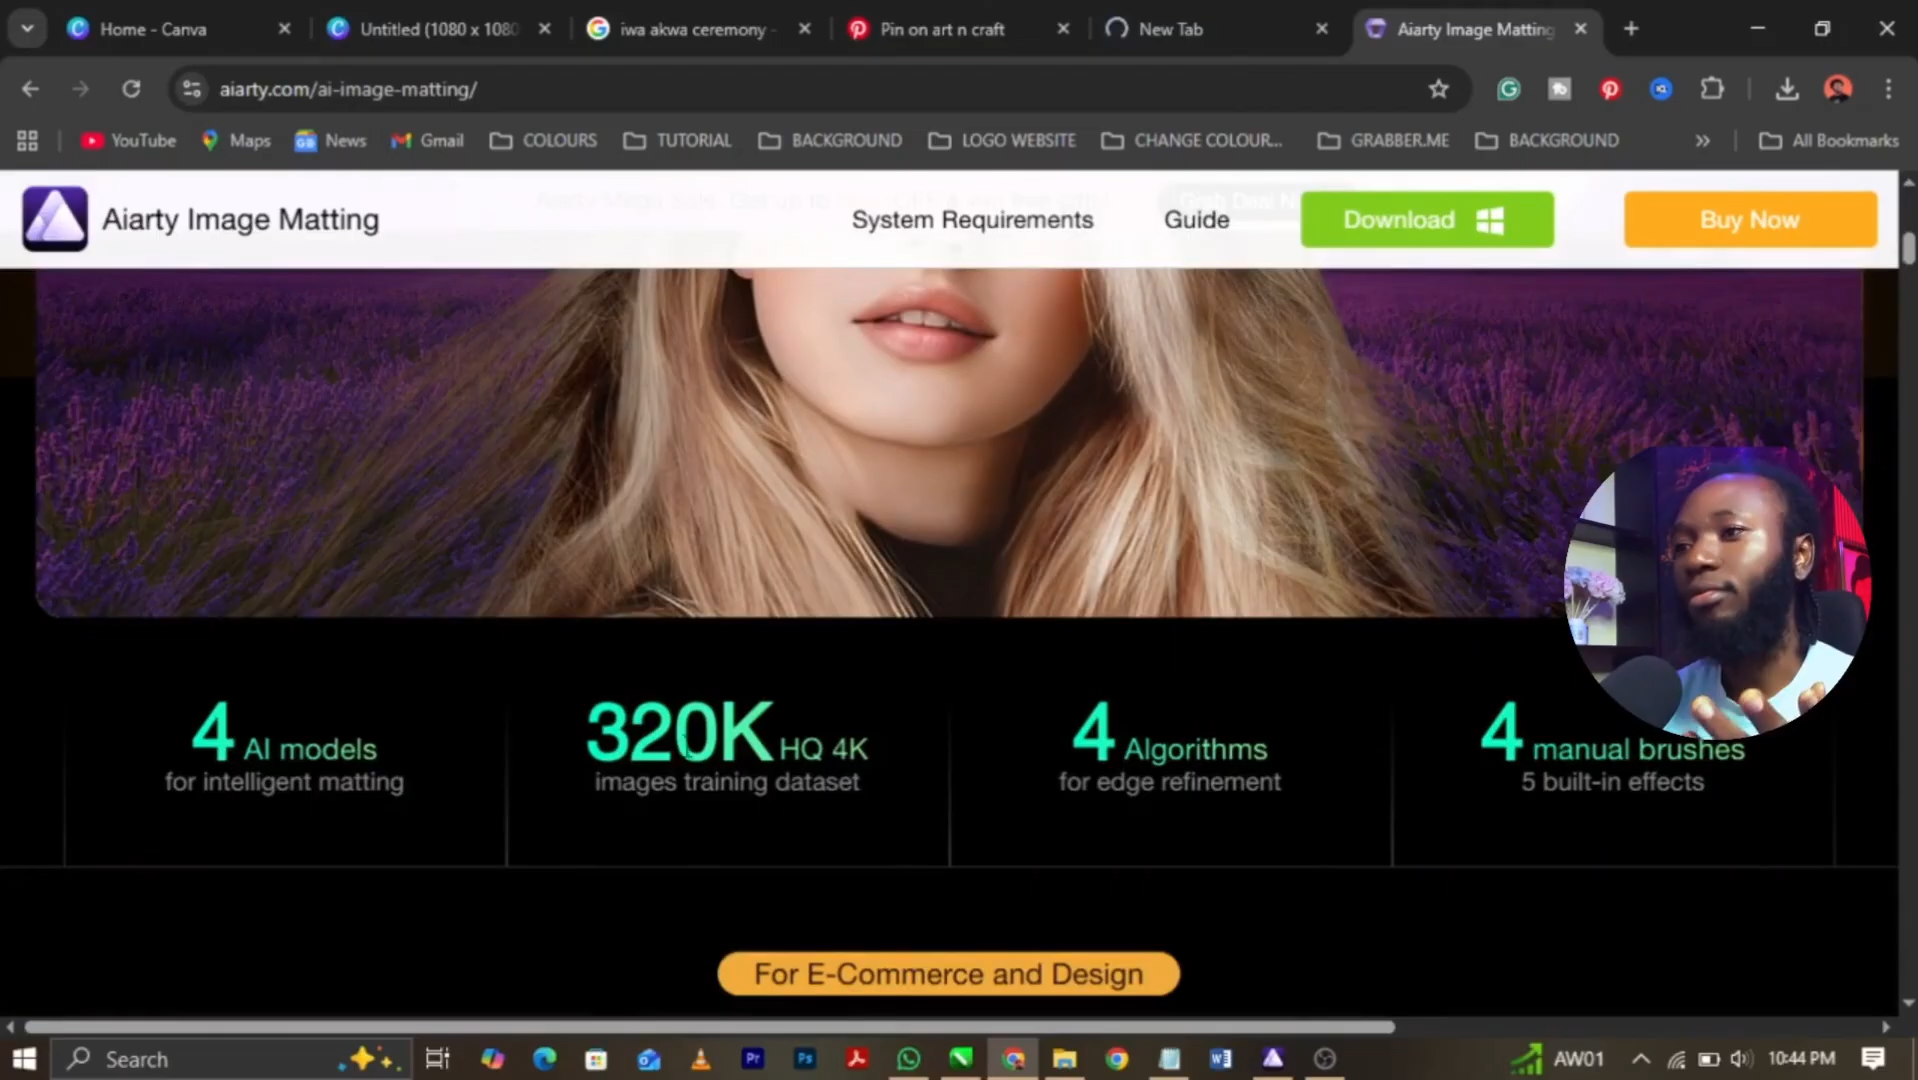 Home - Canva
Untitled (1080 x 1080
iwa akwa ceremony -
Pin on art n craft
New Tab
Aiarty Image Matting
aiarty.com/ai-image-matting/
YouTube
Maps
News
Gmail
COLOURS
TUTORIAL
BACKGROUND
LOGO WEBSITE
CHANGE COLOUR...
GRABBER.ME
BACKGROUND
All Bookmarks
Aiarty Image Matting
System Requirements
Guide
Download
Buy Now
4 AI models
for intelligent matting
320K HQ 4K
images training dataset
4 Algorithms
for edge refinement
4 manual brushes
5 built-in effects
For E-Commerce and Design
Search
AW01
10:44 PM